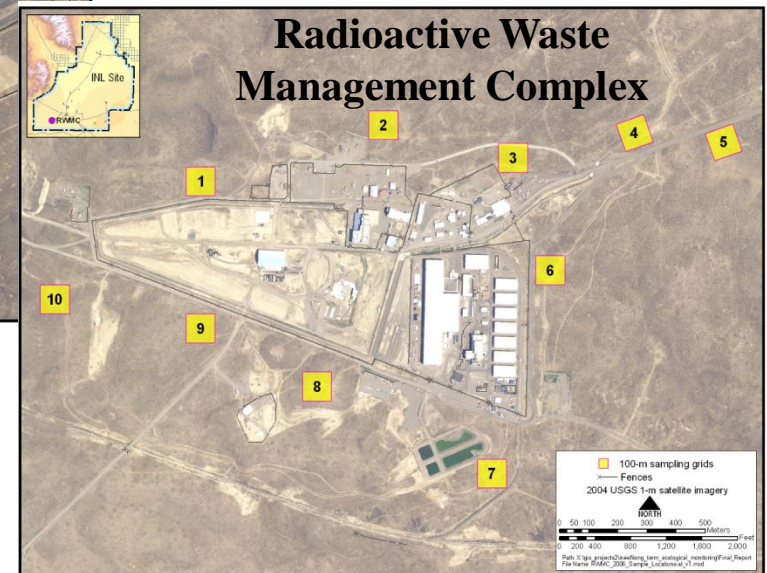 Radioactive Waste
Management Complex
INL Site
RWMC
1
2
3
4
5
6
7
8
9
10
100-m sampling grids
Fences
2004 USGS 1-m satellite imagery
NORTH
0 50 100 200 300 400 500
Meters
Feet
0 200 400 800 1,200 1,600 2,000